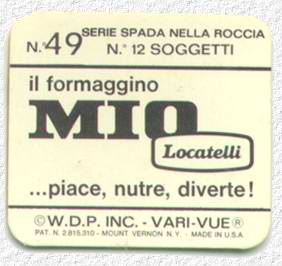 SERIE SPADA NELLA ROCCIA
N.º 49 N.º 12 SOGGETTI
il formaggino
MIO
Locatelli
...piace, nutre, diverte!
©W.D.P. INC. - VARI-VUE®
PAT. N. 2.815.310 - MOUNT VERNON N.Y. - MADE IN U.S.A.